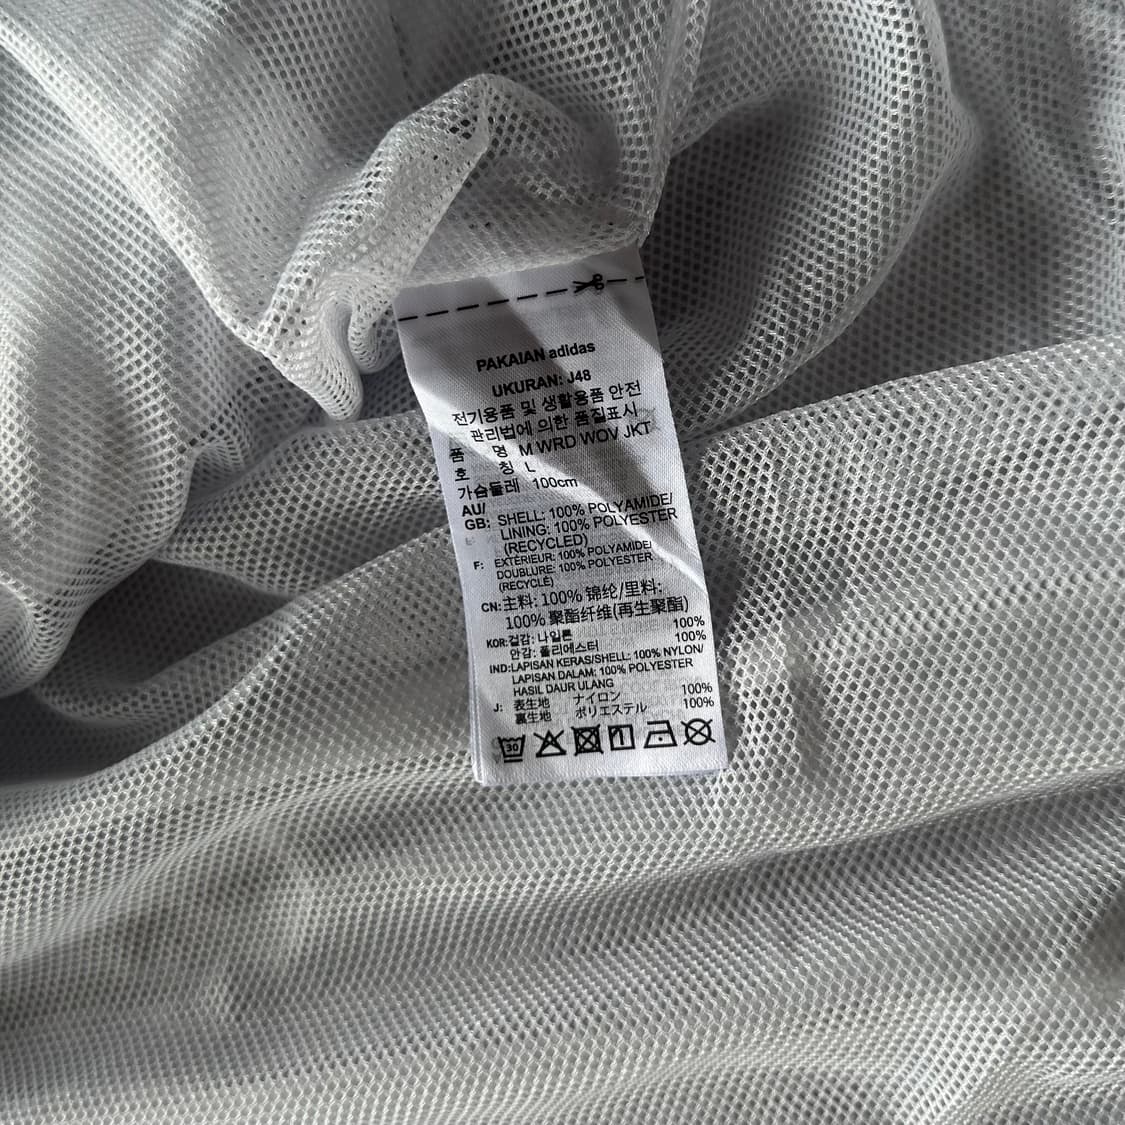 PAKAIAN adidas
UKURAN: J48
전기용품 및 생활용품 안전
관리법에 의한 품질표시
품 명 M WRD WOV JKT
호 칭 L
가슴둘레 100cm
AU/
GB: SHELL: 100% POLYAMIDE/
LINING: 100% POLYESTER
(RECYCLED)
F: EXTÉRIEUR: 100% POLYAMIDE/
DOUBLURE: 100% POLYESTER
(RECYCLÉ)
CN: 主料: 100% 锦纶/里料:
100% 聚酯纤维(再生聚酯)
KOR: 겉감: 나일론 100%
안감: 폴리에스터 100%
IND: LAPISAN KERAS/SHELL: 100% NYLON/
LAPISAN DALAM: 100% POLYESTER
HASIL DAUR ULANG
J: 表生地 ナイロン 100%
裏生地 ポリエステル 100%
30